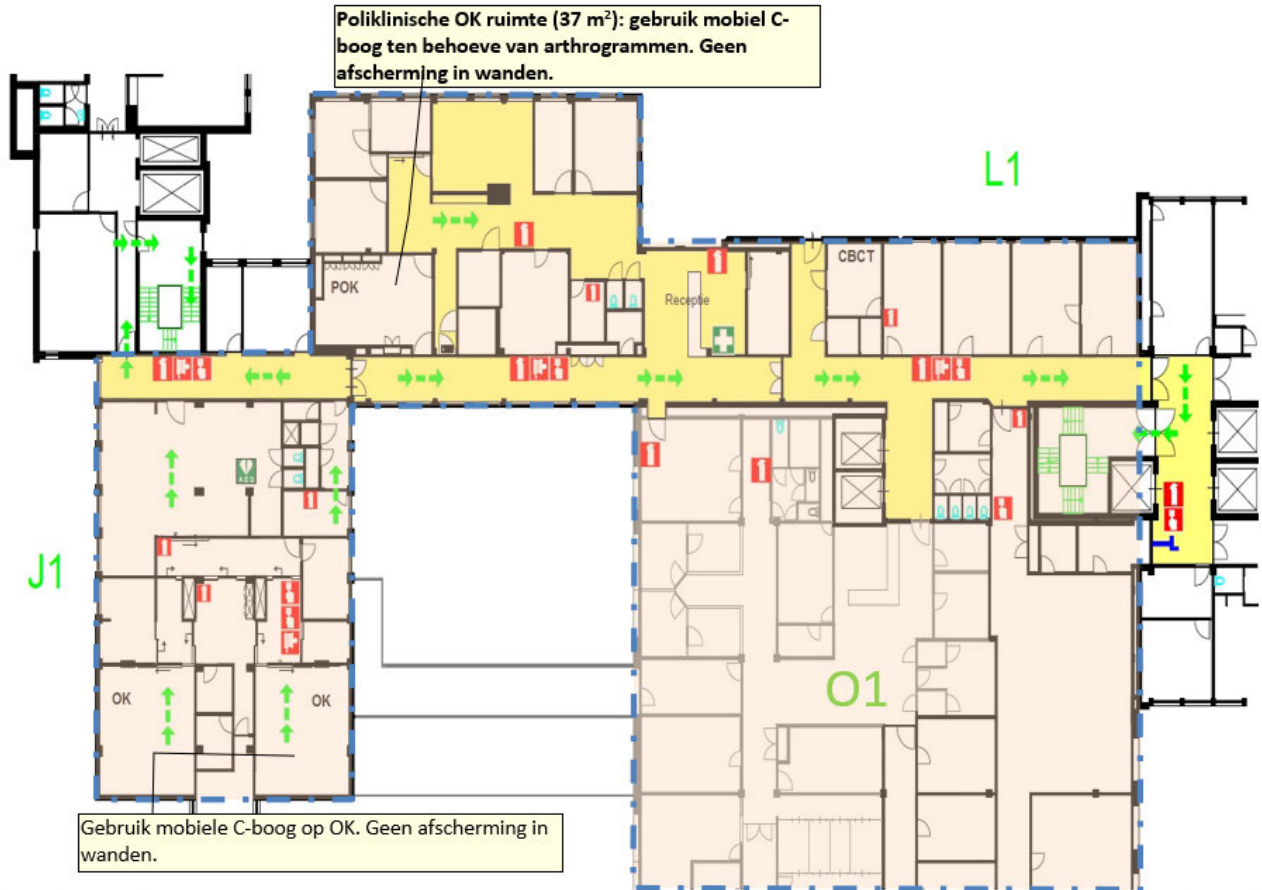 Poliklinische OK ruimte (37 m²): gebruik mobiel C-
boog ten behoeve van arthrogrammen. Geen
afscherming in wanden.
L1
CBCT
POK
Receptie
AED
J1
O1
OK
OK
Gebruik mobiele C-boog op OK. Geen afscherming in
wanden.